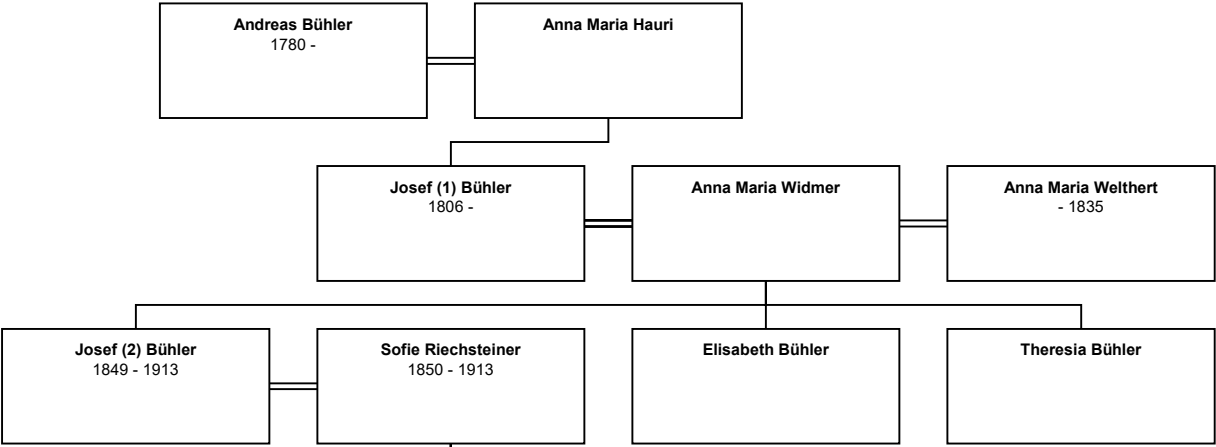 Andreas Bühler
1780 -
Anna Maria Hauri
Josef (1) Bühler
1806 -
Anna Maria Widmer
Anna Maria Welthert
- 1835
Josef (2) Bühler
1849 - 1913
Sofie Riechsteiner
1850 - 1913
Elisabeth Bühler
Theresia Bühler